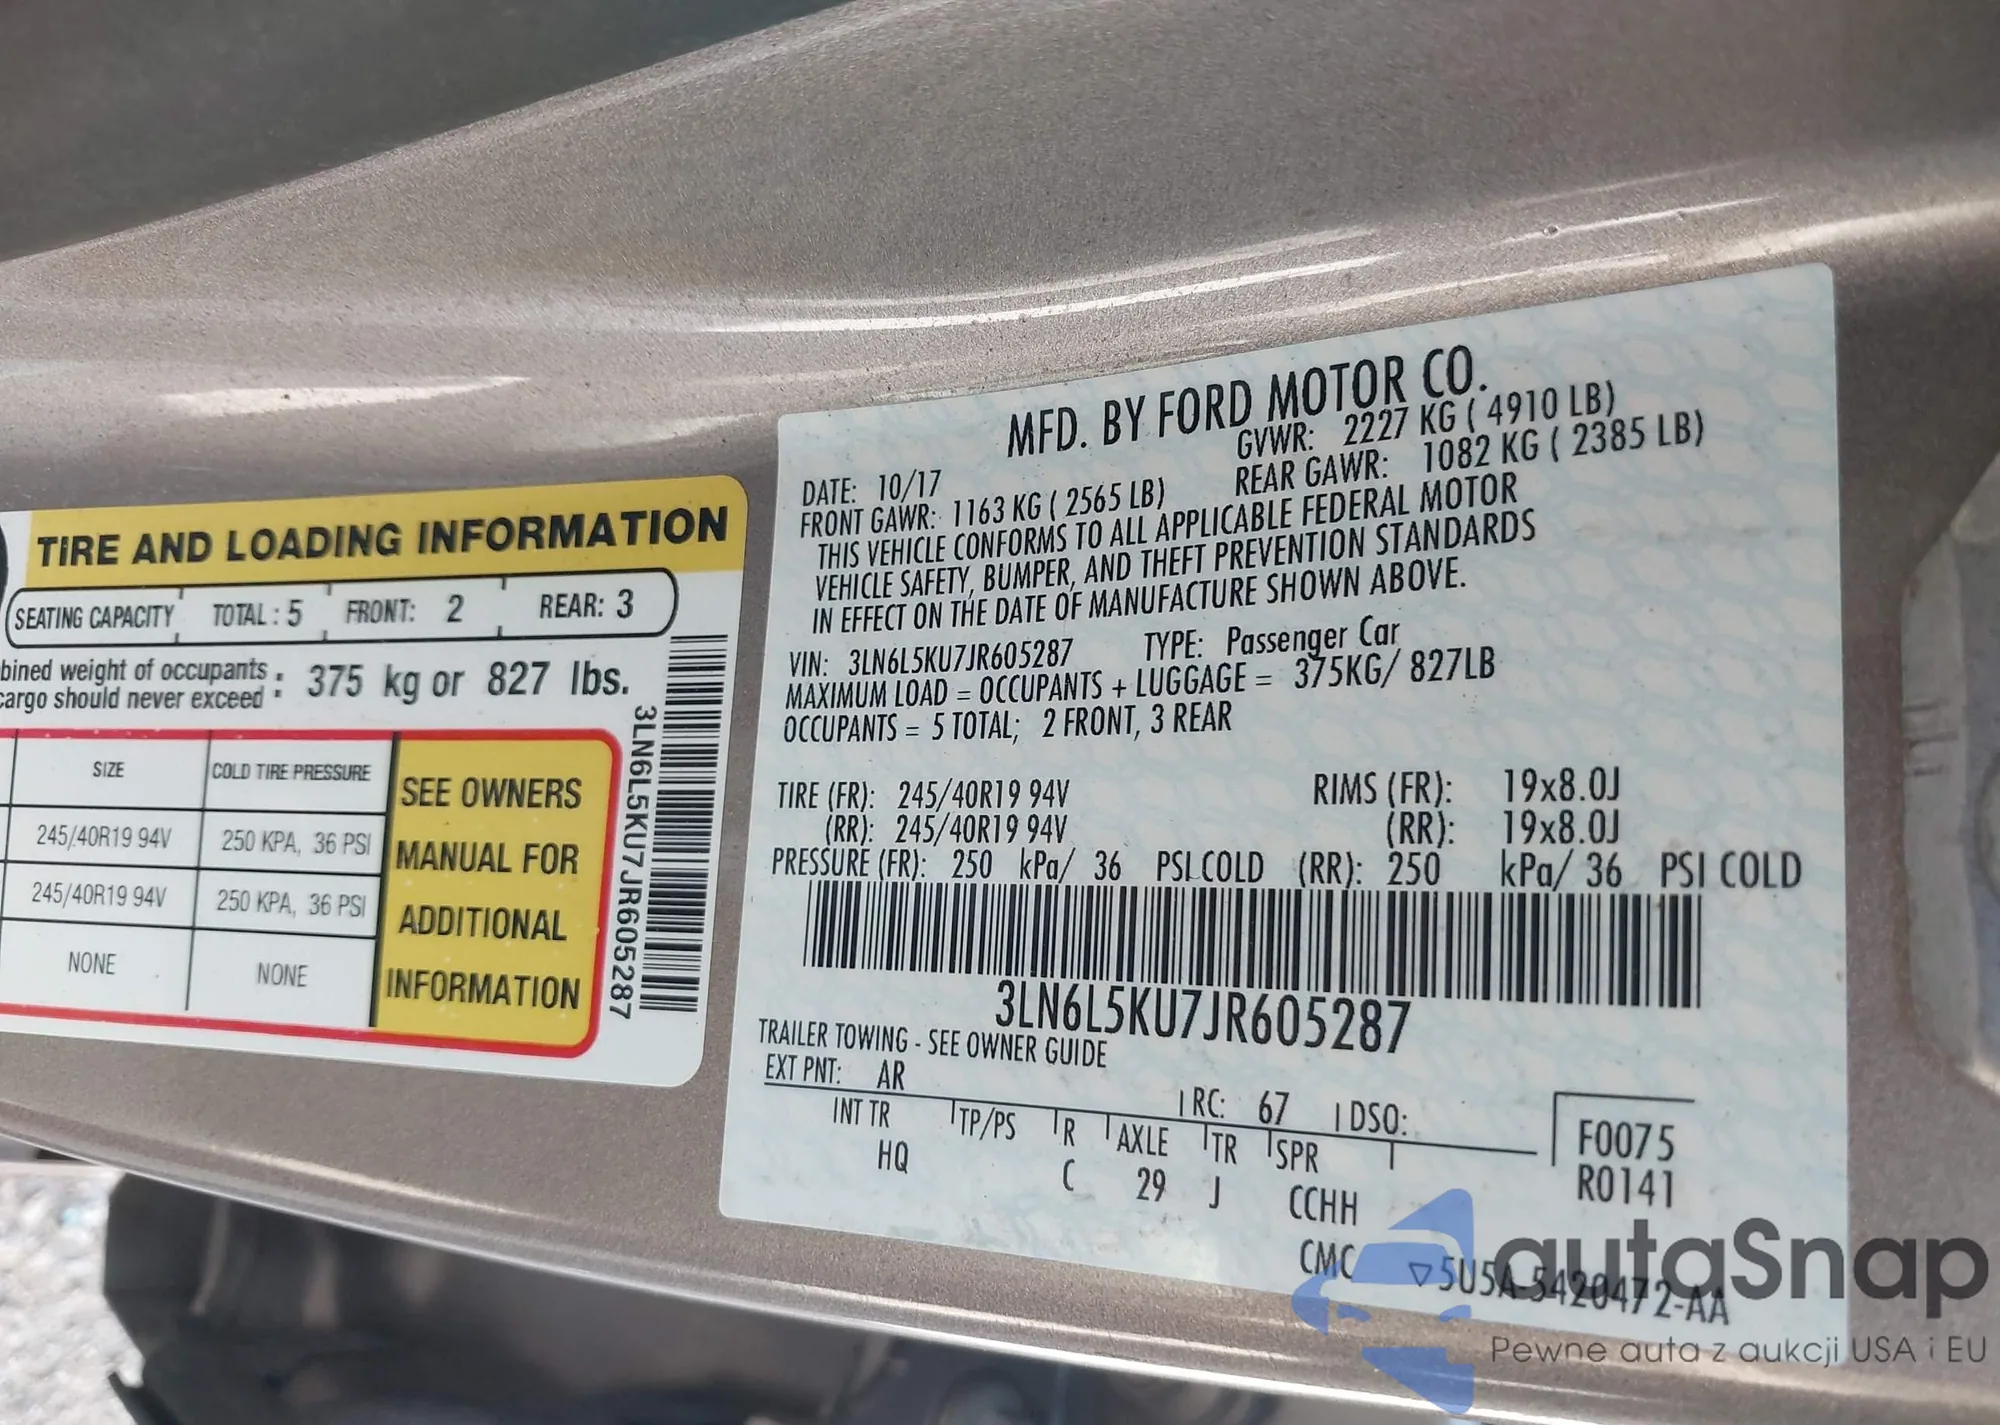 TIRE AND LOADING INFORMATION
SEATING CAPACITY TOTAL : 5 FRONT: 2 REAR: 3
bined weight of occupants
cargo should never exceed : 375 kg or 827 lbs.
SIZE COLD TIRE PRESSURE
245/40R19 94V 250 KPA, 36 PSI
245/40R19 94V 250 KPA, 36 PSI
NONE NONE
SEE OWNERS
MANUAL FOR
ADDITIONAL
INFORMATION
3LN6L5KU7JR605287
MFD. BY FORD MOTOR CO.
DATE: 10/17 GVWR: 2227 KG ( 4910 LB)
FRONT GAWR: 1163 KG ( 2565 LB) REAR GAWR: 1082 KG ( 2385 LB)
THIS VEHICLE CONFORMS TO ALL APPLICABLE FEDERAL MOTOR
VEHICLE SAFETY, BUMPER, AND THEFT PREVENTION STANDARDS
IN EFFECT ON THE DATE OF MANUFACTURE SHOWN ABOVE.
VIN: 3LN6L5KU7JR605287 TYPE: Passenger Car
MAXIMUM LOAD = OCCUPANTS + LUGGAGE = 375KG/ 827LB
OCCUPANTS = 5 TOTAL; 2 FRONT, 3 REAR
TIRE (FR): 245/40R19 94V RIMS (FR): 19x8.0J
(RR): 245/40R19 94V (RR): 19x8.0J
PRESSURE (FR): 250 kPa/ 36 PSI COLD (RR): 250 kPa/ 36 PSI COLD
3LN6L5KU7JR605287
TRAILER TOWING - SEE OWNER GUIDE
EXT PNT: AR RC: 67 DSO:
INT TR TP/PS R AXLE TR SPR
HQ C 29 J CCHH
F0075
R0141
CMC ▽5U5A-5420472-AA
autaSnap
Pewne auta z aukcji USA i EU